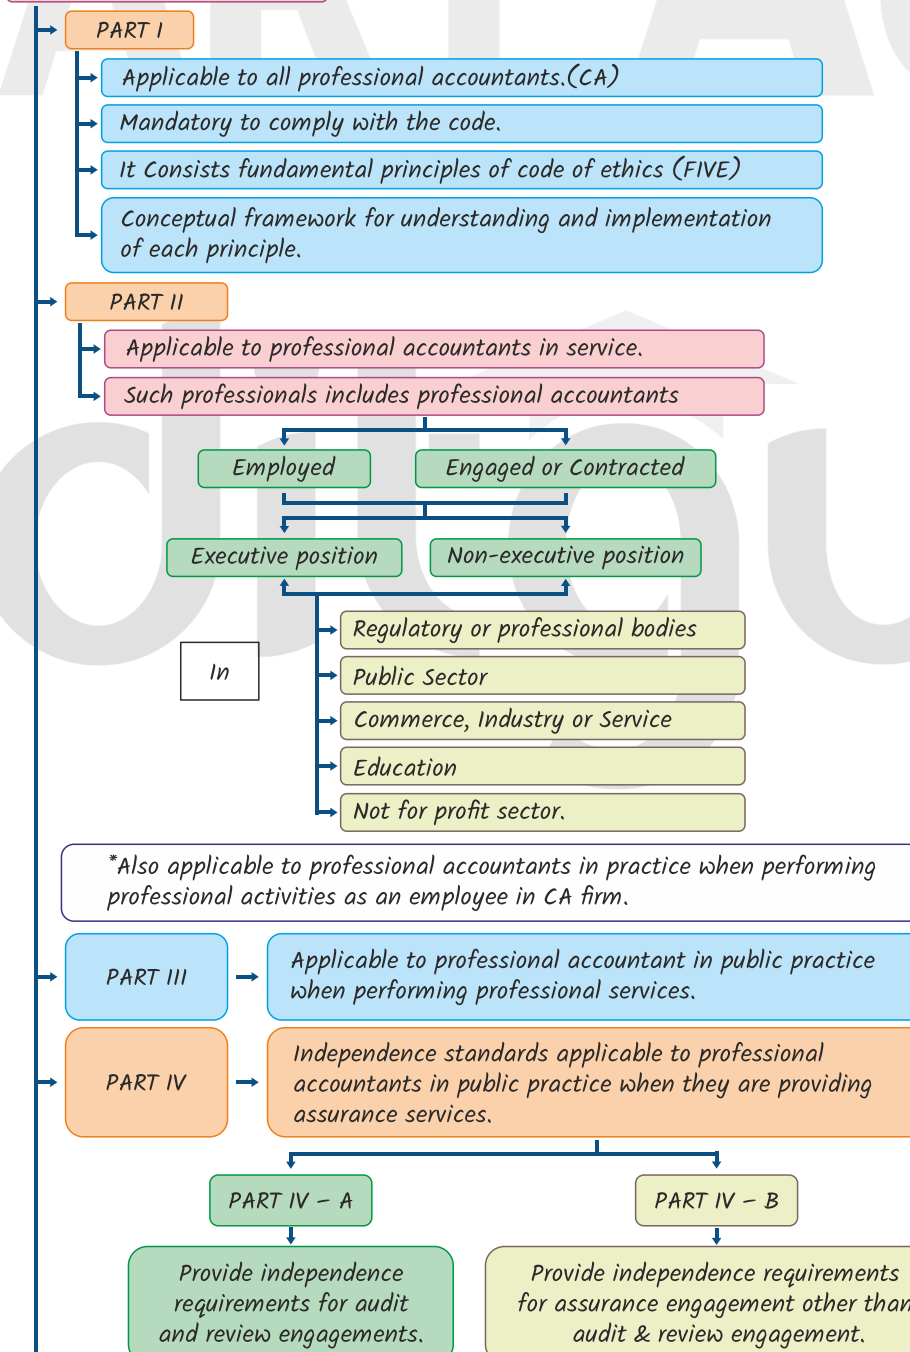 PART I
Applicable to all professional accountants.(CA)
Mandatory to comply with the code.
It Consists fundamental principles of code of ethics (FIVE)
Conceptual framework for understanding and implementation
of each principle.
PART II
Applicable to professional accountants in service.
Such professionals includes professional accountants
Employed
Engaged or Contracted
Executive position
Non-executive position
In
Regulatory or professional bodies
Public Sector
Commerce, Industry or Service
Education
Not for profit sector.
*Also applicable to professional accountants in practice when performing
professional activities as an employee in CA firm.
PART III
Applicable to professional accountant in public practice
when performing professional services.
PART IV
Independence standards applicable to professional
accountants in public practice when they are providing
assurance services.
PART IV – A
PART IV – B
Provide independence
requirements for audit
and review engagements.
Provide independence requirements
for assurance engagement other than
audit & review engagement.